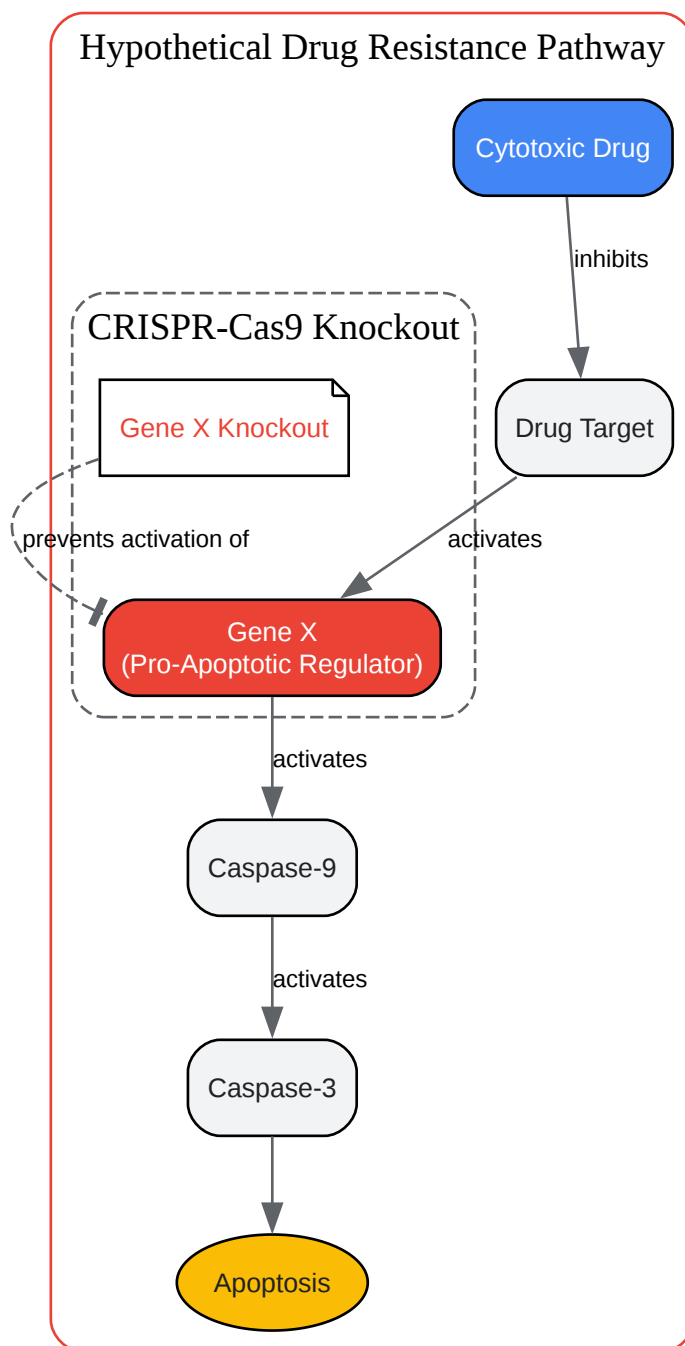 Hypothetical Drug Resistance Pathway
Cytotoxic Drug
inhibits
CRISPR-Cas9 Knockout
Gene X Knockout
Drug Target
prevents activation of
activates
Gene X
(Pro-Apoptotic Regulator)
activates
Caspase-9
activates
Caspase-3
Apoptosis